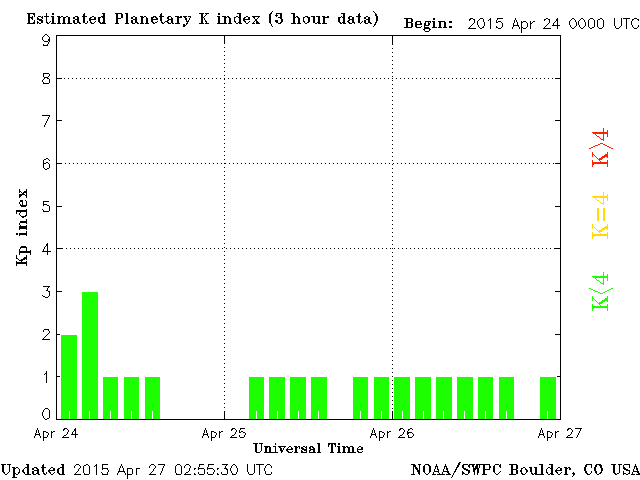 Estimated Planetary K index (3 hour data)
Begin: 2015 Apr 24 0000 UTC
9
8
7
6
5
4
3
2
1
0
Kp index
K>4
K=4
K<4
Apr 24
Apr 25
Apr 26
Apr 27
Universal Time
Updated 2015 Apr 27 02:55:30 UTC
NOAA/SWPC Boulder, CO USA